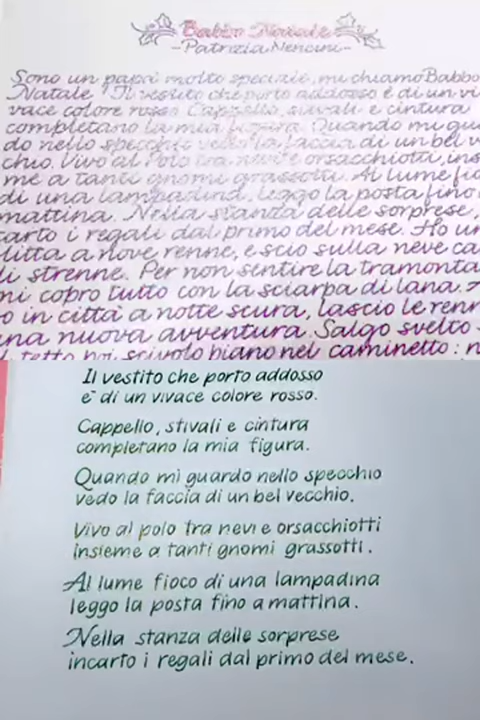 Babbo Natale
-Patrizia Nencini-
Sono un papà molto speciale, mi chiamo Babbo
Natale Il vestito che porto addosso è di un vi
vace colore rosso Cappello, stivali e cintura
completano la mia figura. Quando mi gua
do nello specchio vedo la faccia di un bel v
chio. Vivo al Polo tra nevi e orsacchiotti, ins
me a tanti gnomi grassotti. Al lume fio
di una lampadina, leggo la posta fino
mattina. Nella stanza delle sorprese,
carto i regali dal primo del mese. Ho un
slitta a nove renne, e scio sulla neve ca
di strenne. Per non sentire la tramonta
mi copro tutto con la sciarpa di lana. A
o in città a notte scura, lascio le renn
una nuova avventura. Salgo svelto
l tetto poi scivolo piano nel caminetto: n
Il vestito che porto addosso
e' di un vivace colore rosso.
Cappello, stivali e cintura
completano la mia figura.
Quando mi guardo nello specchio
vedo la faccia di un bel vecchio.
Vivo al polo tra nevi e orsacchiotti
insieme a tanti gnomi grassotti.
Al lume fioco di una lampadina
leggo la posta fino a mattina.
Nella stanza delle sorprese
incarto i regali dal primo del mese.